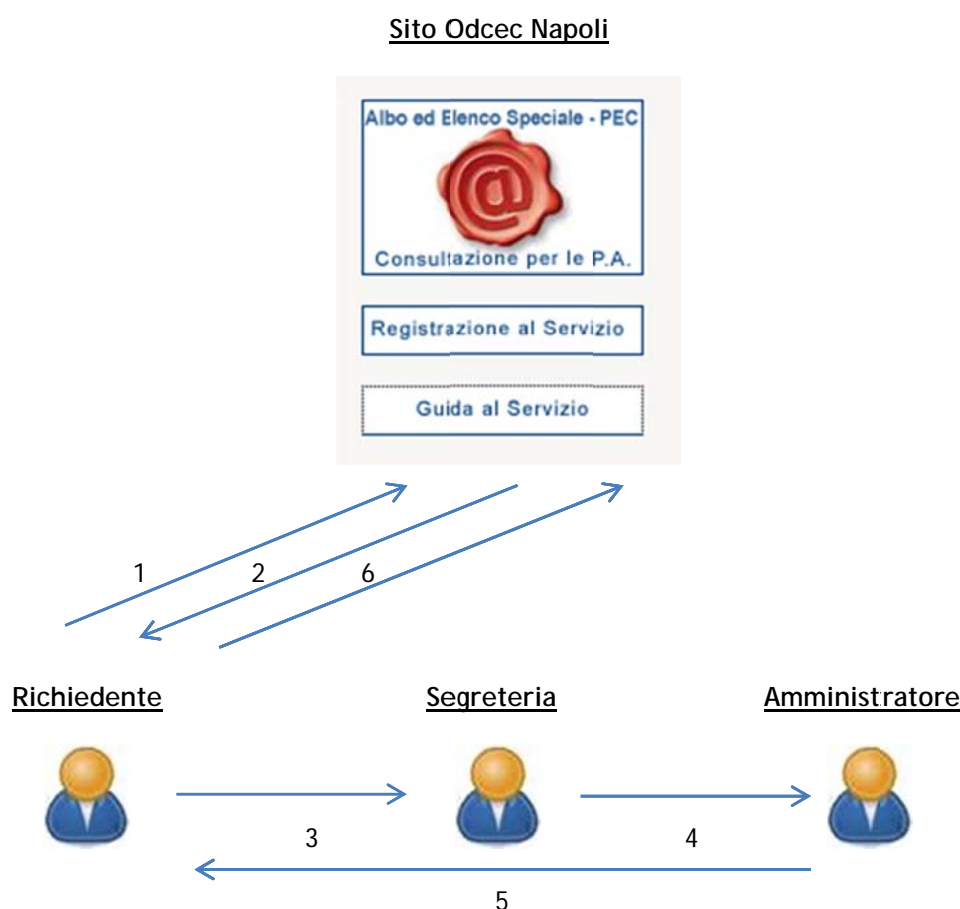 Sito Odcec Napoli
Albo ed Elenco Speciale - PEC
@
Consultazione per le P.A.
Registrazione al Servizio
Guida al Servizio
1 2 6
Richiedente Segreteria Amministratore
3 4
5